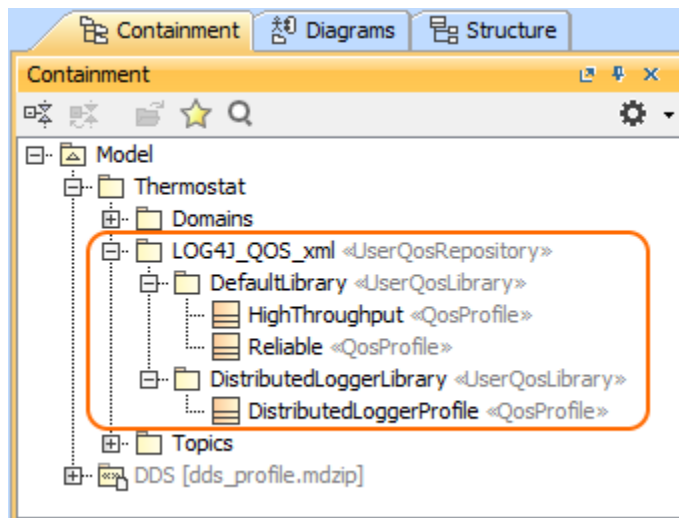 Containment Diagrams Structure
Containment
Model
Thermostat
Domains
LOG4J_QOS_xml «UserQosRepository»
DefaultLibrary «UserQosLibrary»
HighThroughput «QosProfile»
Reliable «QosProfile»
DistributedLoggerLibrary «UserQosLibrary»
DistributedLoggerProfile «QosProfile»
Topics
DDS [dds_profile.mdzip]